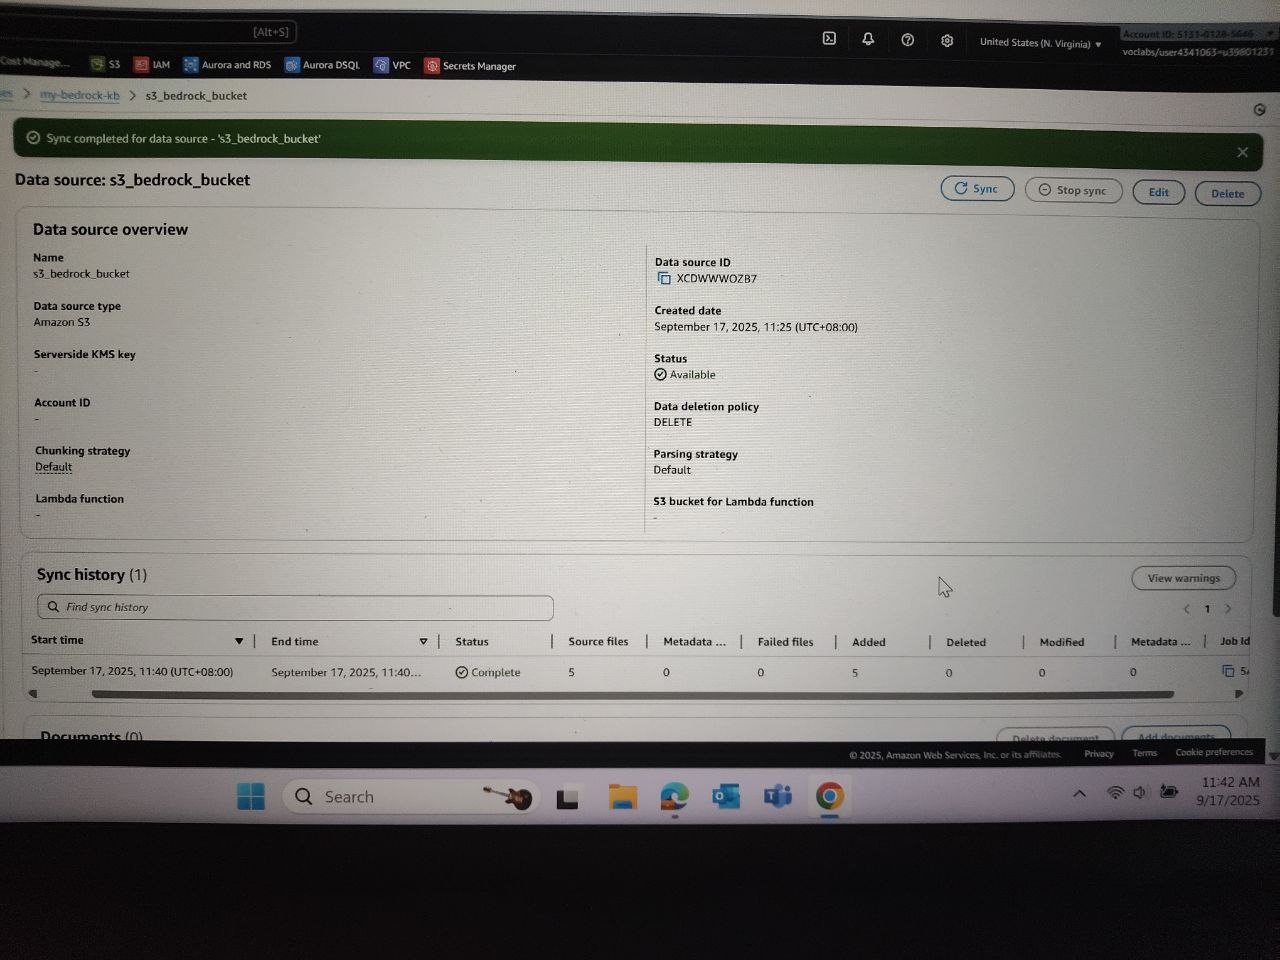 [Alt+S]
United States (N. Virginia)
Account ID: 5131-0128-5646
voclabs/user4341063=u39801231
Cost Manage... S3 IAM Aurora and RDS Aurora DSQL VPC Secrets Manager
es > my-bedrock-kb > s3_bedrock_bucket
Sync completed for data source - 's3_bedrock_bucket'
Data source: s3_bedrock_bucket
Sync Stop sync Edit Delete
Data source overview
Name
s3_bedrock_bucket
Data source type
Amazon S3
Serverside KMS key
-
Account ID
-
Chunking strategy
Default
Lambda function
-
Data source ID
XCDWWWOZB7
Created date
September 17, 2025, 11:25 (UTC+08:00)
Status
Available
Data deletion policy
DELETE
Parsing strategy
Default
S3 bucket for Lambda function
-
Sync history (1)
View warnings
Find sync history
< 1 >
Start time End time Status Source files Metadata ... Failed files Added Deleted Modified Metadata ... Job Id
September 17, 2025, 11:40 (UTC+08:00) September 17, 2025, 11:40... Complete 5 0 0 5 0 0 0
Documents (0)
Delete document Add documents
© 2025, Amazon Web Services, Inc. or its affiliates. Privacy Terms Cookie preferences
Search
11:42 AM
9/17/2025